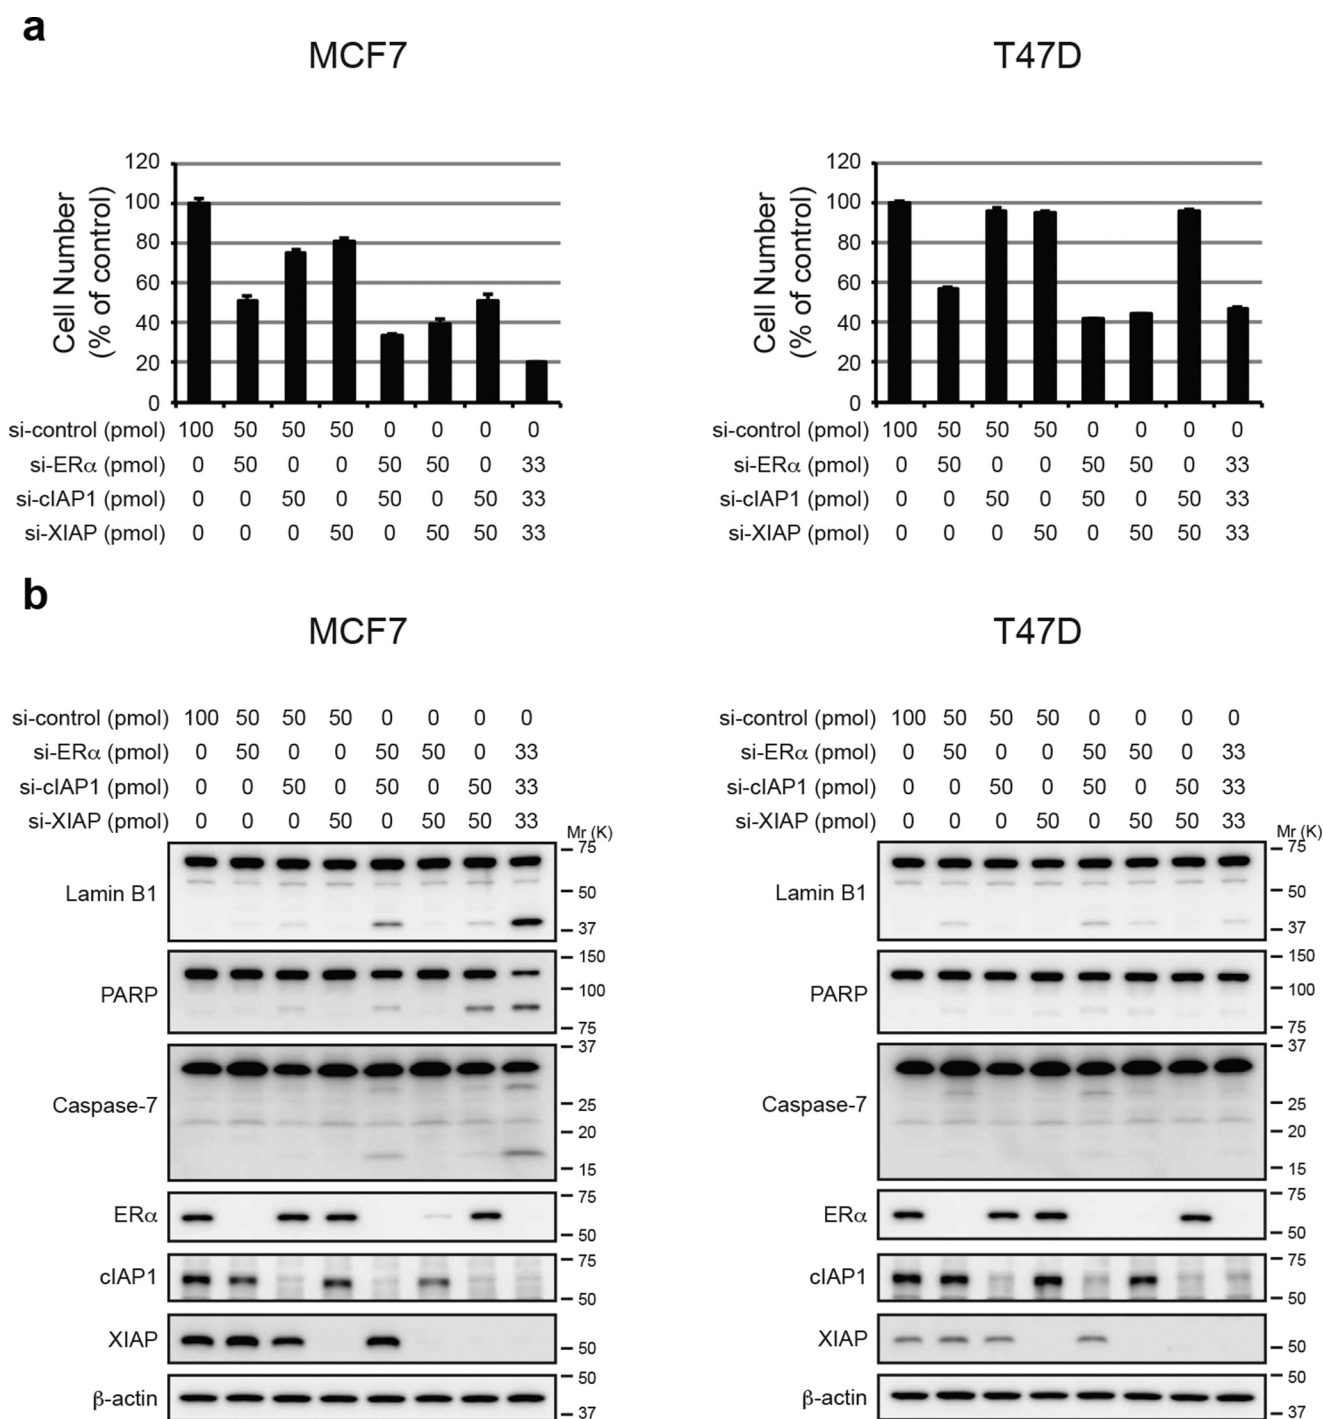 a
MCF7
T47D
Cell Number
(% of control)
120
100
80
60
40
20
0
si-control (pmol) 100 50 50 50 0 0 0 0
si-ERα (pmol) 0 50 0 0 50 50 0 33
si-cIAP1 (pmol) 0 0 50 0 50 0 50 33
si-XIAP (pmol) 0 0 0 50 0 50 50 33
Cell Number
(% of control)
120
100
80
60
40
20
0
si-control (pmol) 100 50 50 50 0 0 0 0
si-ERα (pmol) 0 50 0 0 50 50 0 33
si-cIAP1 (pmol) 0 0 50 0 50 0 50 33
si-XIAP (pmol) 0 0 0 50 0 50 50 33
b
MCF7
T47D
si-control (pmol) 100 50 50 50 0 0 0 0
si-ERα (pmol) 0 50 0 0 50 50 0 33
si-cIAP1 (pmol) 0 0 50 0 50 0 50 33
si-XIAP (pmol) 0 0 0 50 0 50 50 33
Mr (K)
75
Lamin B1
50
37
150
PARP
100
75
37
Caspase-7
25
20
15
75
ERα
50
75
cIAP1
50
XIAP
50
50
β-actin
37
si-control (pmol) 100 50 50 50 0 0 0 0
si-ERα (pmol) 0 50 0 0 50 50 0 33
si-cIAP1 (pmol) 0 0 50 0 50 0 50 33
si-XIAP (pmol) 0 0 0 50 0 50 50 33
Mr (K)
75
Lamin B1
50
37
150
PARP
100
75
37
Caspase-7
25
20
15
75
ERα
50
75
cIAP1
50
XIAP
50
50
β-actin
37